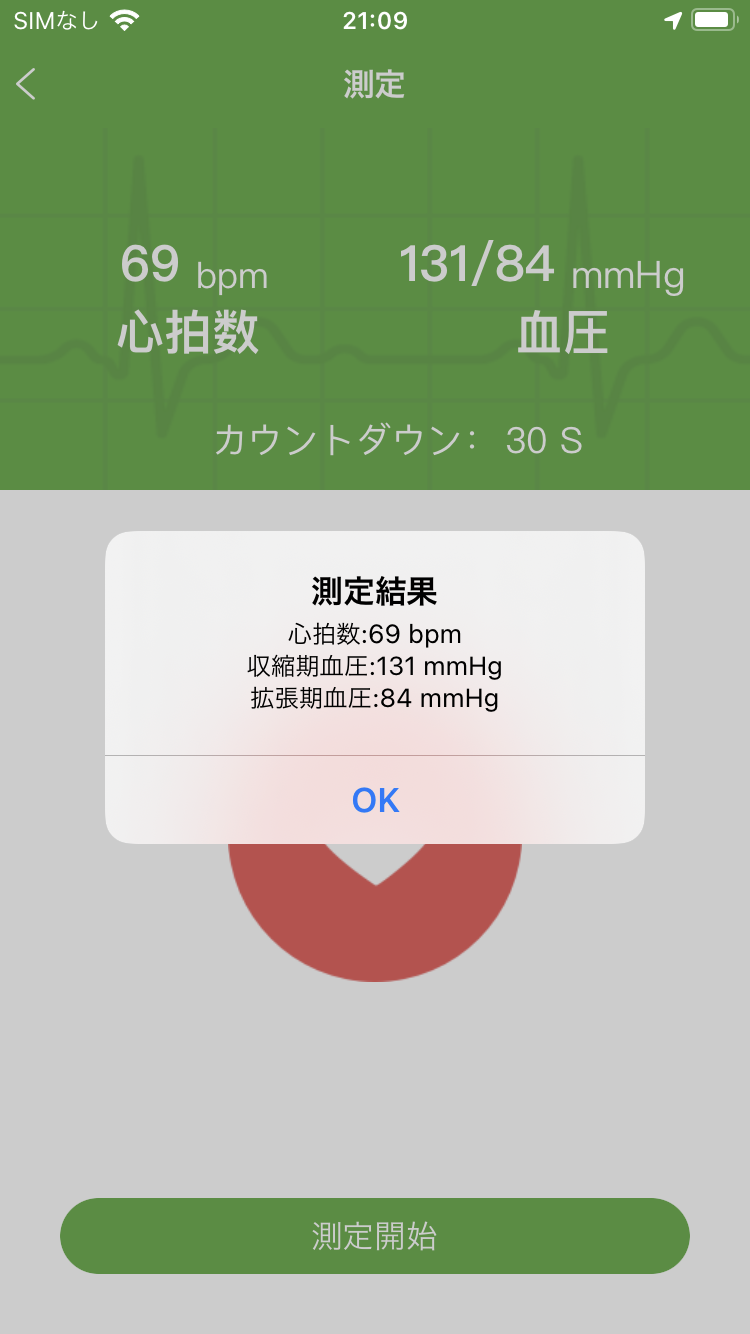 SIMなし 21:09
測定
69 bpm 131/84 mmHg
心拍数 血圧
カウントダウン： 30 S
測定結果
心拍数:69 bpm
収縮期血圧:131 mmHg
拡張期血圧:84 mmHg
OK
測定開始